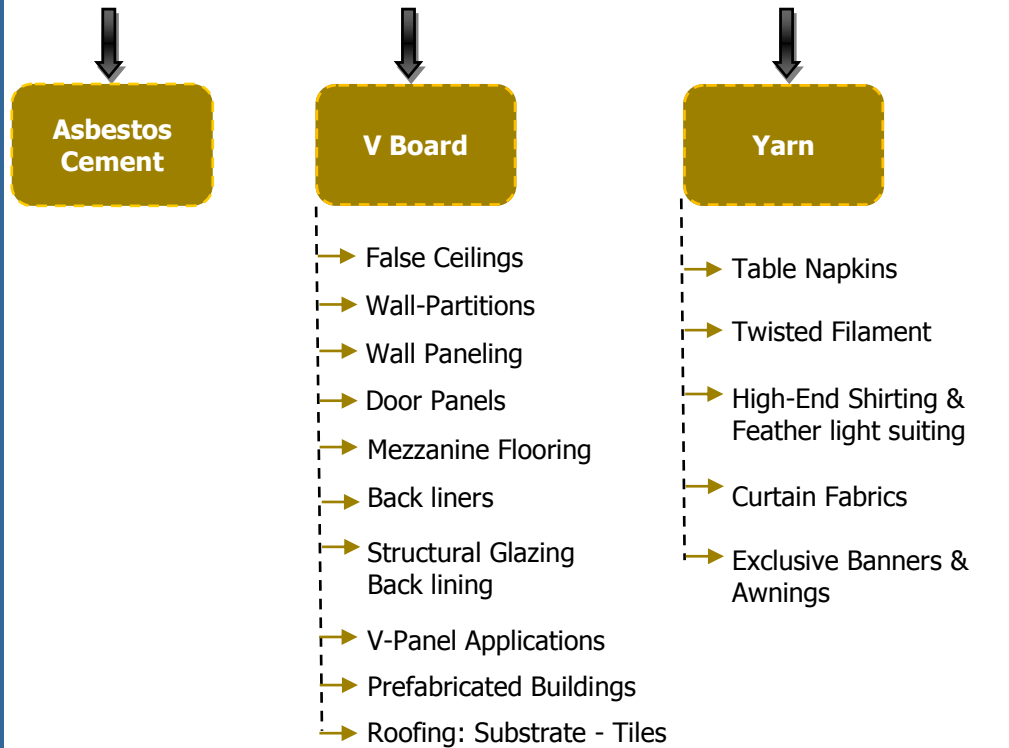 Asbestos
Cement
V Board
False Ceilings
Wall-Partitions
Wall Paneling
Door Panels
Mezzanine Flooring
Back liners
Structural Glazing
Back lining
V-Panel Applications
Prefabricated Buildings
Roofing: Substrate - Tiles
Yarn
Table Napkins
Twisted Filament
High-End Shirting &
Feather light suiting
Curtain Fabrics
Exclusive Banners &
Awnings